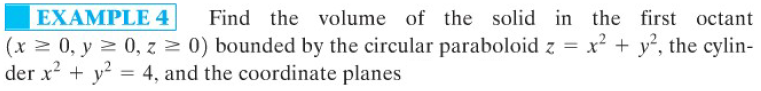 EXAMPLE 4 Find the volume of the solid in the first octant
(x ≥ 0, y ≥ 0, z ≥ 0) bounded by the circular paraboloid z = x² + y², the cylin-
der x² + y² = 4, and the coordinate planes